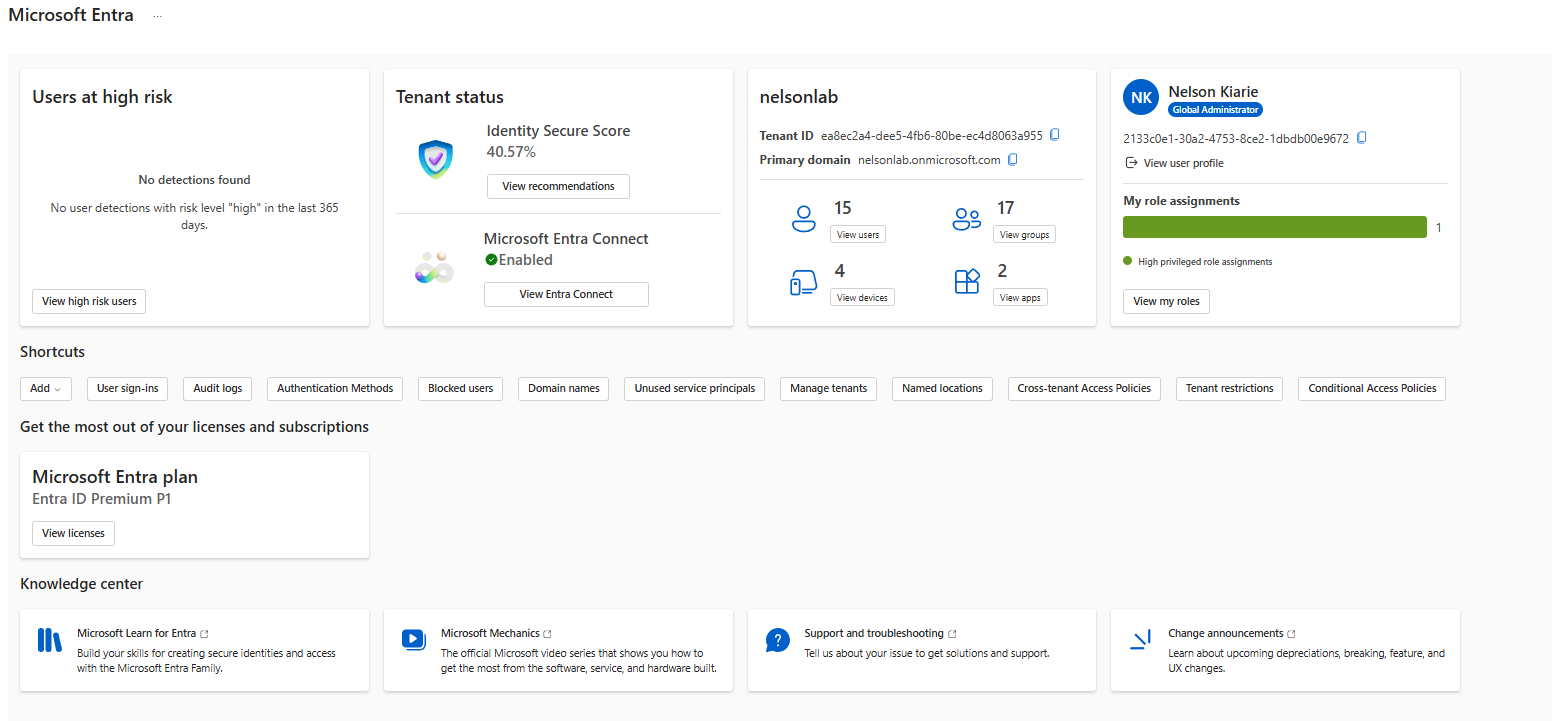 Microsoft Entra ...
Users at high risk
No detections found
No user detections with risk level "high" in the last 365
days.
View high risk users
Tenant status
Identity Secure Score
40.57%
View recommendations
Microsoft Entra Connect
Enabled
View Entra Connect
nelsonlab
Tenant ID ea8ec2a4-dee5-4fb6-80be-ec4d8063a955
Primary domain nelsonlab.onmicrosoft.com
15
View users
17
View groups
4
View devices
2
View apps
NK
Nelson Kiarie
Global Administrator
2133c0e1-30a2-4753-8ce2-1dbdb00e9672
View user profile
My role assignments
1
High privileged role assignments
View my roles
Shortcuts
Add User sign-ins Audit logs Authentication Methods Blocked users Domain names Unused service principals Manage tenants Named locations Cross-tenant Access Policies Tenant restrictions Conditional Access Policies
Get the most out of your licenses and subscriptions
Microsoft Entra plan
Entra ID Premium P1
View licenses
Knowledge center
Microsoft Learn for Entra
Build your skills for creating secure identities and access
with the Microsoft Entra Family.
Microsoft Mechanics
The official Microsoft video series that shows you how to
get the most from the software, service, and hardware built.
Support and troubleshooting
Tell us about your issue to get solutions and support.
Change announcements
Learn about upcoming depreciations, breaking, feature, and
UX changes.